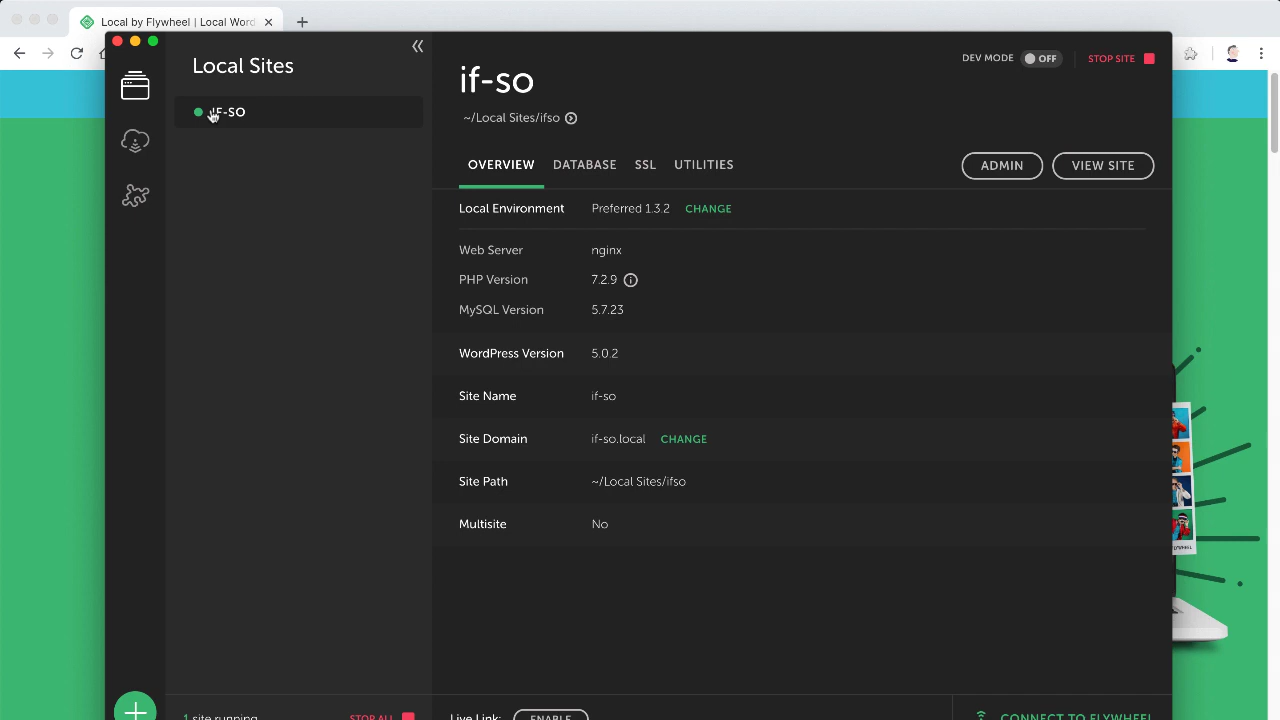 Local by Flywheel | Local Word
Local Sites
IF-SO
if-so
~/Local Sites/ifso
DEV MODE OFF STOP SITE
OVERVIEW DATABASE SSL UTILITIES
ADMIN VIEW SITE
Local Environment Preferred 1.3.2 CHANGE
Web Server nginx
PHP Version 7.2.9
MySQL Version 5.7.23
WordPress Version 5.0.2
Site Name if-so
Site Domain if-so.local CHANGE
Site Path ~/Local Sites/ifso
Multisite No
1 site running STOP ALL
Live Link: ENABLE
CONNECT TO FLYWHEEL